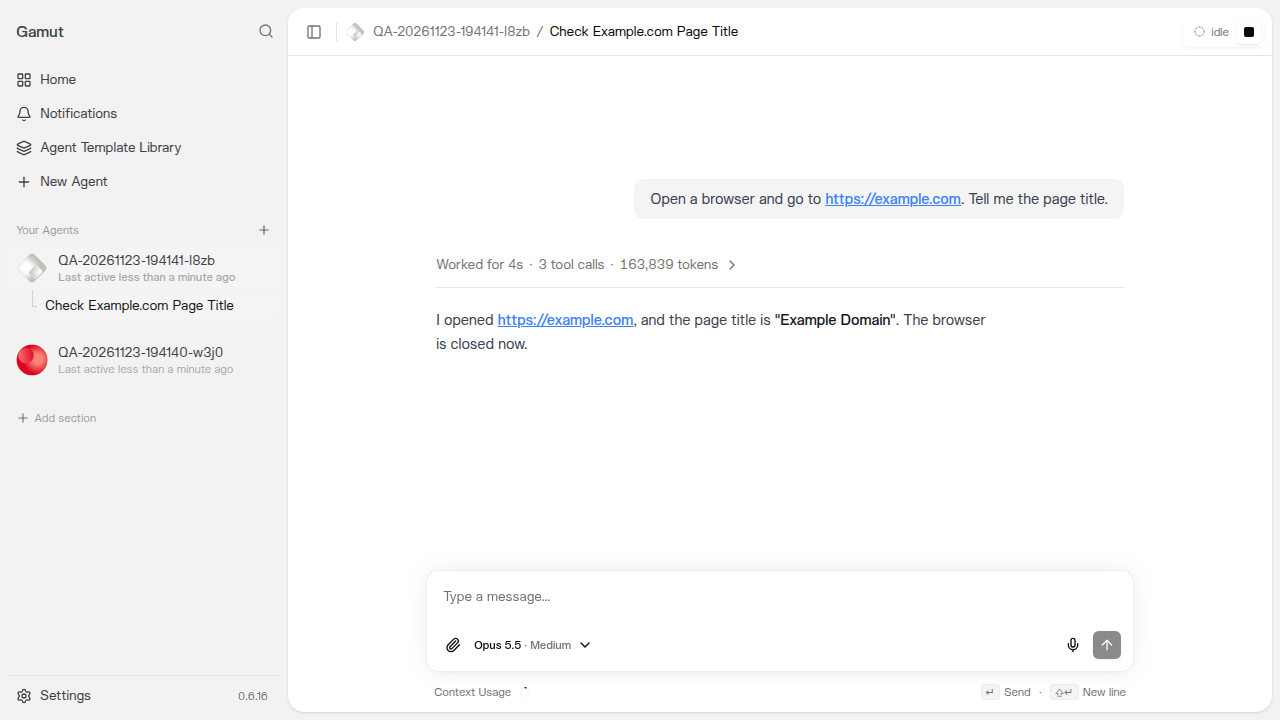 Gamut
Home
Notifications
Agent Template Library
New Agent
Your Agents
QA-20261123-194141-l8zb
Last active less than a minute ago
Check Example.com Page Title
QA-20261123-194140-w3j0
Last active less than a minute ago
Add section
Settings
0.6.16
QA-20261123-194141-l8zb / Check Example.com Page Title
idle
Open a browser and go to https://example.com. Tell me the page title.
Worked for 4s · 3 tool calls · 163,839 tokens
I opened https://example.com, and the page title is "Example Domain". The browser
is closed now.
Type a message...
Opus 5.5 · Medium
Context Usage
Send · New line